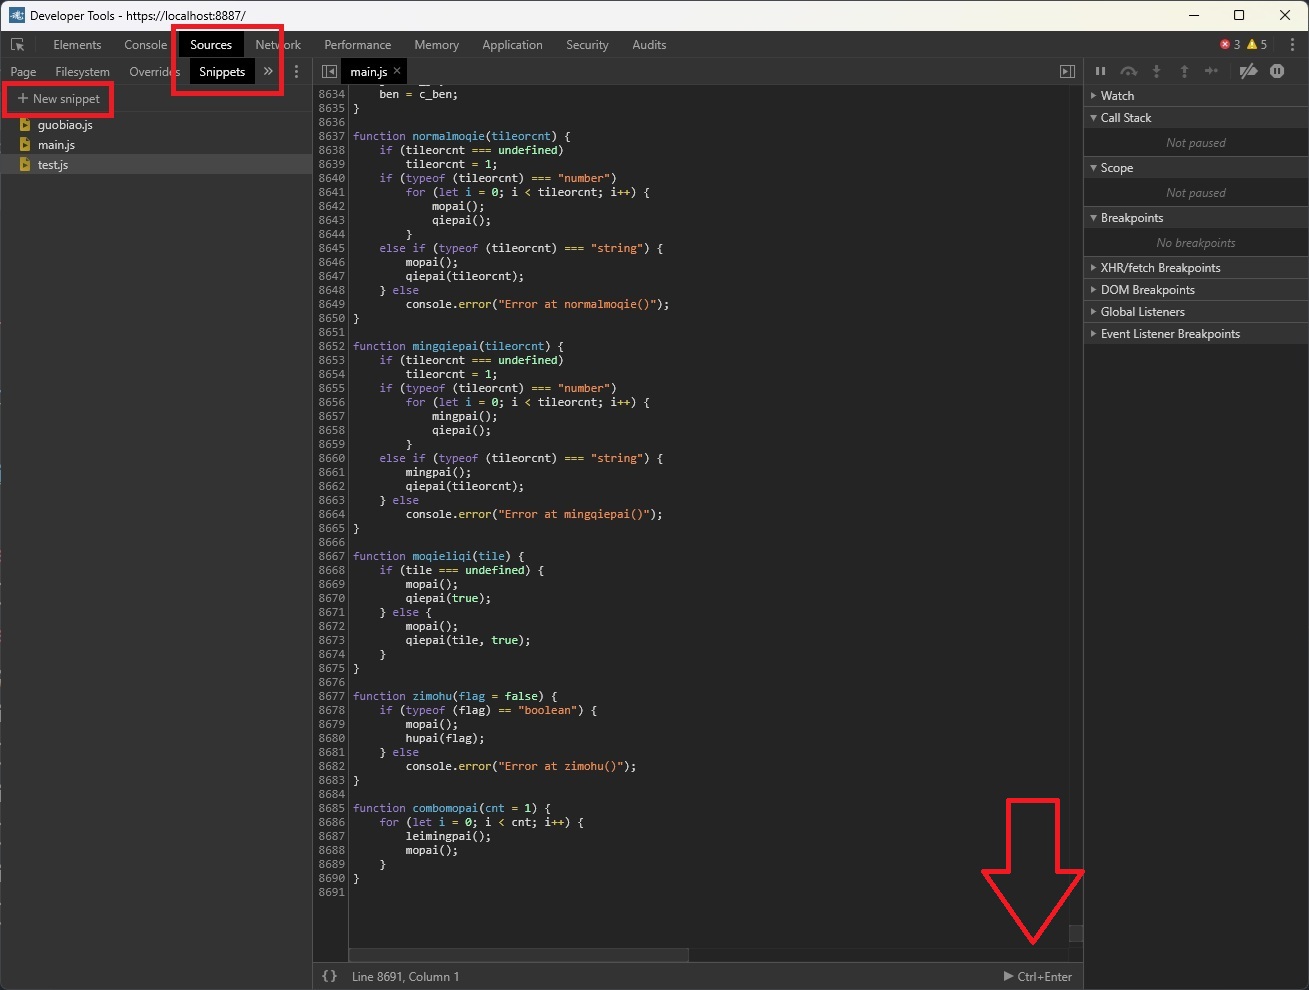 Developer Tools - https://localhost:8887/
Elements Console Sources Network Performance Memory Application Security Audits 3 5
Page Filesystem Overrides Snippets » main.js ×
+ New snippet
guobiao.js
main.js
test.js
8634 ben = c_ben;
8635 }
8636
8637 function normalmoqie(tileorcnt) {
8638 if (tileorcnt === undefined)
8639 tileorcnt = 1;
8640 if (typeof (tileorcnt) === "number")
8641 for (let i = 0; i < tileorcnt; i++) {
8642 mopai();
8643 qiepai();
8644 }
8645 else if (typeof (tileorcnt) === "string") {
8646 mopai();
8647 qiepai(tileorcnt);
8648 } else
8649 console.error("Error at normalmoqie()");
8650 }
8651
8652 function mingqiepai(tileorcnt) {
8653 if (tileorcnt === undefined)
8654 tileorcnt = 1;
8655 if (typeof (tileorcnt) === "number")
8656 for (let i = 0; i < tileorcnt; i++) {
8657 mingpai();
8658 qiepai();
8659 }
8660 else if (typeof (tileorcnt) === "string") {
8661 mingpai();
8662 qiepai(tileorcnt);
8663 } else
8664 console.error("Error at mingqiepai()");
8665 }
8666
8667 function moqieliqi(tile) {
8668 if (tile === undefined) {
8669 mopai();
8670 qiepai(true);
8671 } else {
8672 mopai();
8673 qiepai(tile, true);
8674 }
8675 }
8676
8677 function zimohu(flag = false) {
8678 if (typeof (flag) == "boolean") {
8679 mopai();
8680 hupai(flag);
8681 } else
8682 console.error("Error at zimohu()");
8683 }
8684
8685 function combomopai(cnt = 1) {
8686 for (let i = 0; i < cnt; i++) {
8687 leimingpai();
8688 mopai();
8689 }
8690 }
8691
{} Line 8691, Column 1 Ctrl+Enter
Watch
Call Stack
Not paused
Scope
Not paused
Breakpoints
No breakpoints
XHR/fetch Breakpoints
DOM Breakpoints
Global Listeners
Event Listener Breakpoints